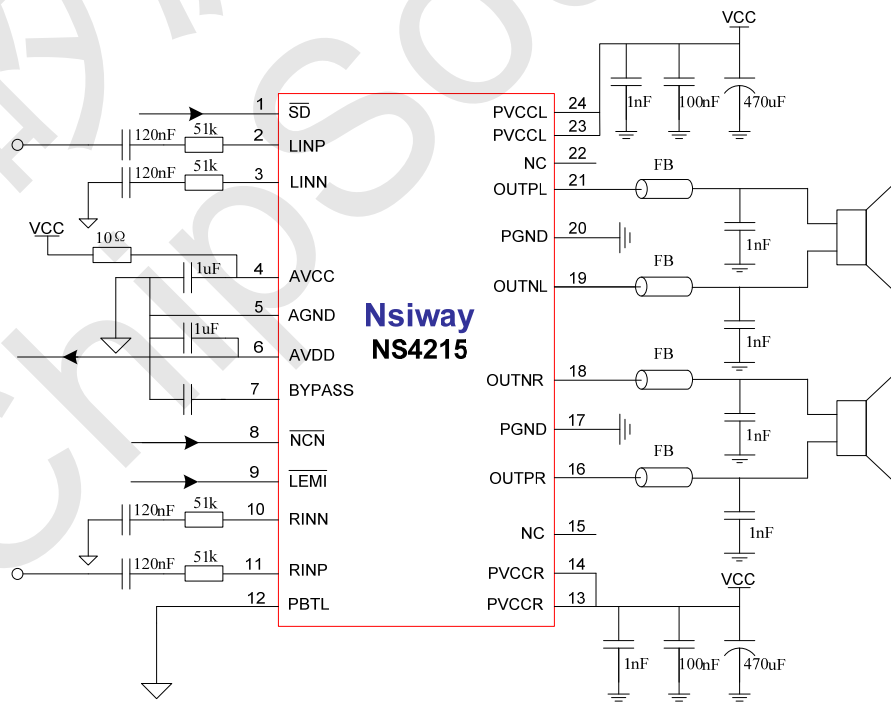 VCC
1nF
100nF
470uF
1
SD
120nF
51k
2
LINP
120nF
51k
3
LINN
VCC
10Ω
1uF
4
AVCC
5
AGND
1uF
6
AVDD
7
BYPASS
8
NCN
9
LEMI
120nF
51k
10
RINN
120nF
51k
11
RINP
12
PBTL
Nsiway
NS4215
PVCCL
24
PVCCL
23
NC
22
OUTPL
21
FB
1nF
PGND
20
OUTNL
19
FB
1nF
OUTNR
18
FB
1nF
PGND
17
OUTPR
16
FB
1nF
NC
15
PVCCR
14
PVCCR
13
VCC
1nF
100nF
470uF